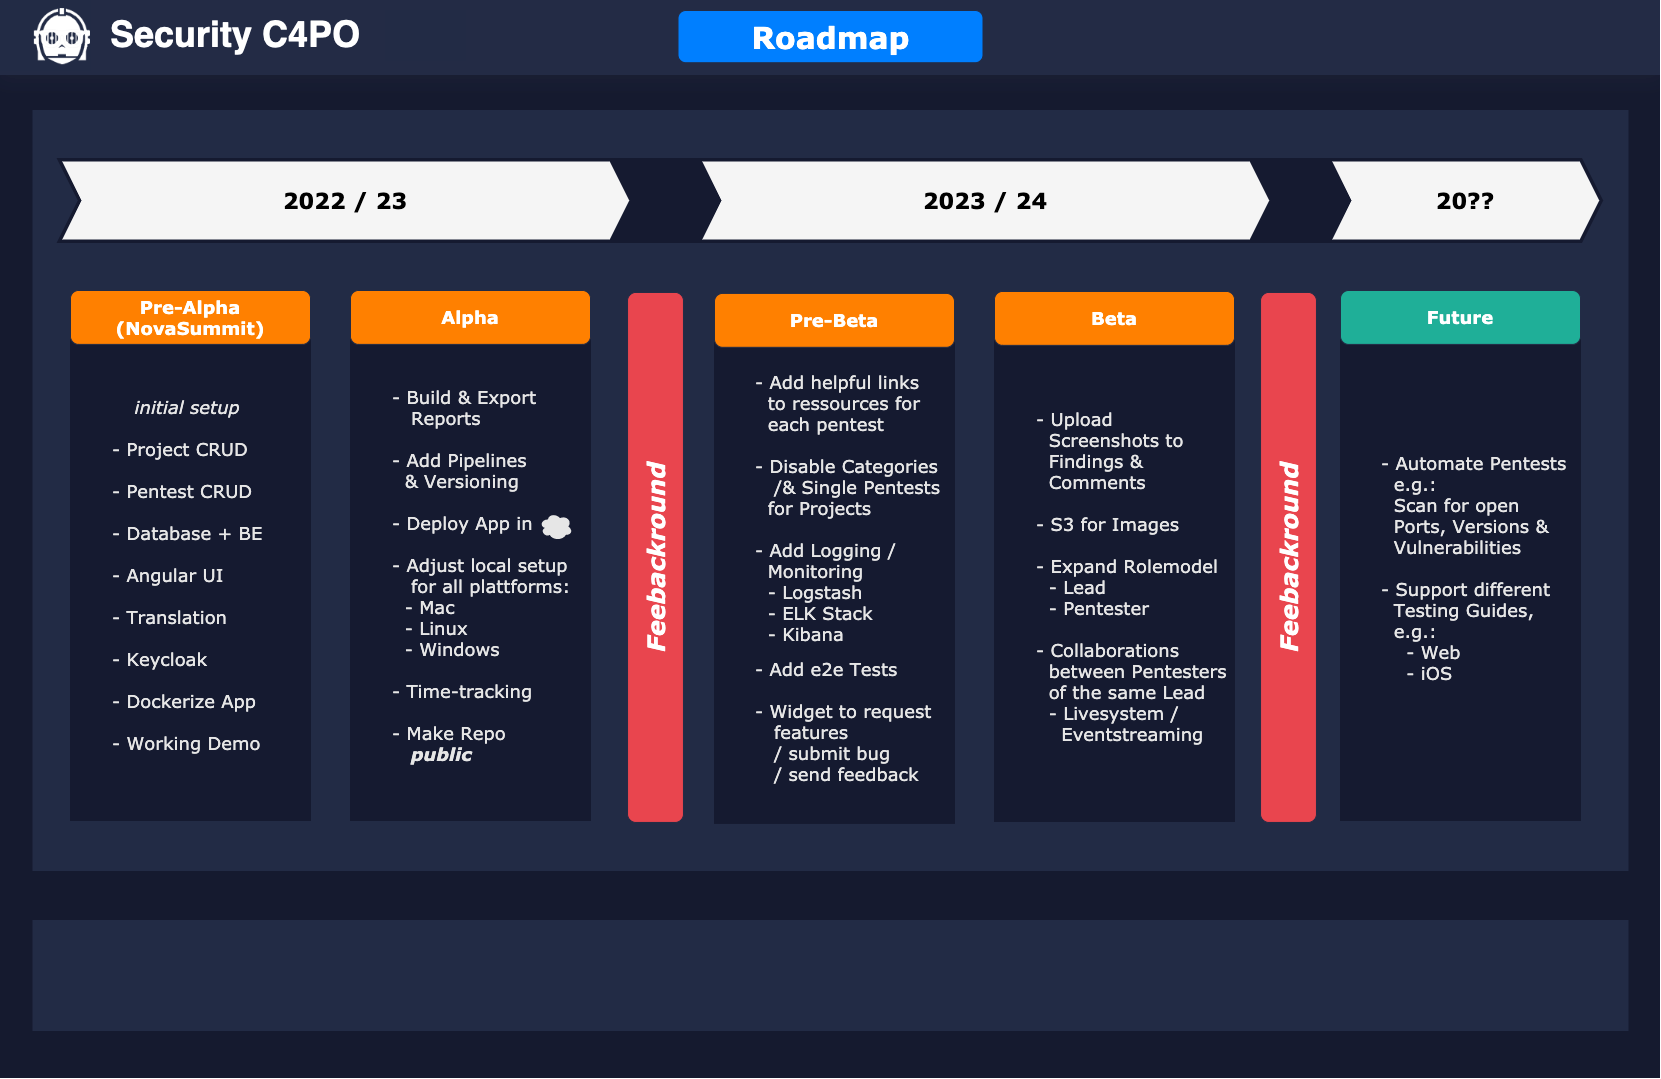 Security C4PO
Roadmap
2022 / 23
2023 / 24
20??
Pre-Alpha
(NovaSummit)
initial setup
- Project CRUD
- Pentest CRUD
- Database + BE
- Angular UI
- Translation
- Keycloak
- Dockerize App
- Working Demo
Alpha
- Build & Export
Reports
- Add Pipelines
& Versioning
- Deploy App in
- Adjust local setup
for all plattforms:
- Mac
- Linux
- Windows
- Time-tracking
- Make Repo
public
Feebackround
Pre-Beta
- Add helpful links
to ressources for
each pentest
- Disable Categories
/& Single Pentests
for Projects
- Add Logging /
Monitoring
- Logstash
- ELK Stack
- Kibana
- Add e2e Tests
- Widget to request
features
/ submit bug
/ send feedback
Beta
- Upload
Screenshots to
Findings &
Comments
- S3 for Images
- Expand Rolemodel
- Lead
- Pentester
- Collaborations
between Pentesters
of the same Lead
- Livesystem /
Eventstreaming
Feebackround
Future
- Automate Pentests
e.g.:
Scan for open
Ports, Versions &
Vulnerabilities
- Support different
Testing Guides,
e.g.:
- Web
- iOS